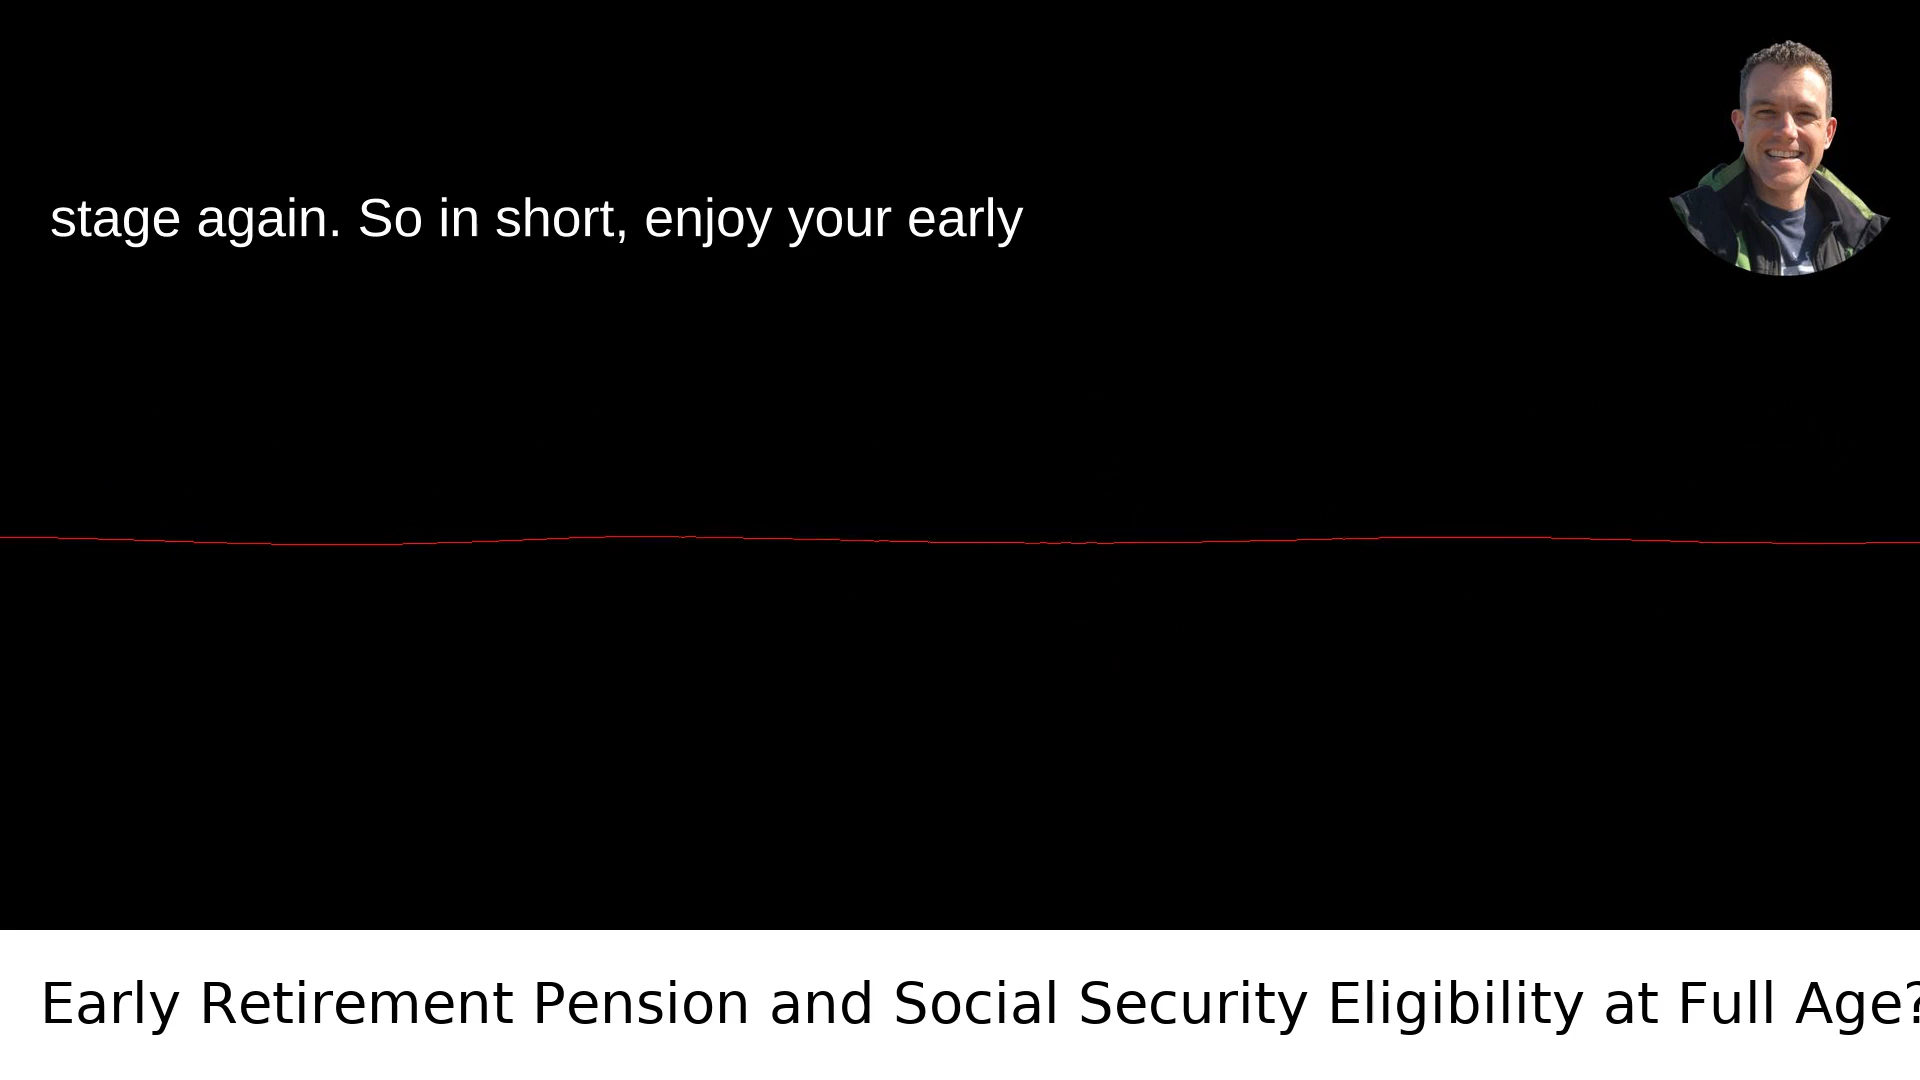 stage again. So in short, enjoy your early
Early Retirement Pension and Social Security Eligibility at Full Age?